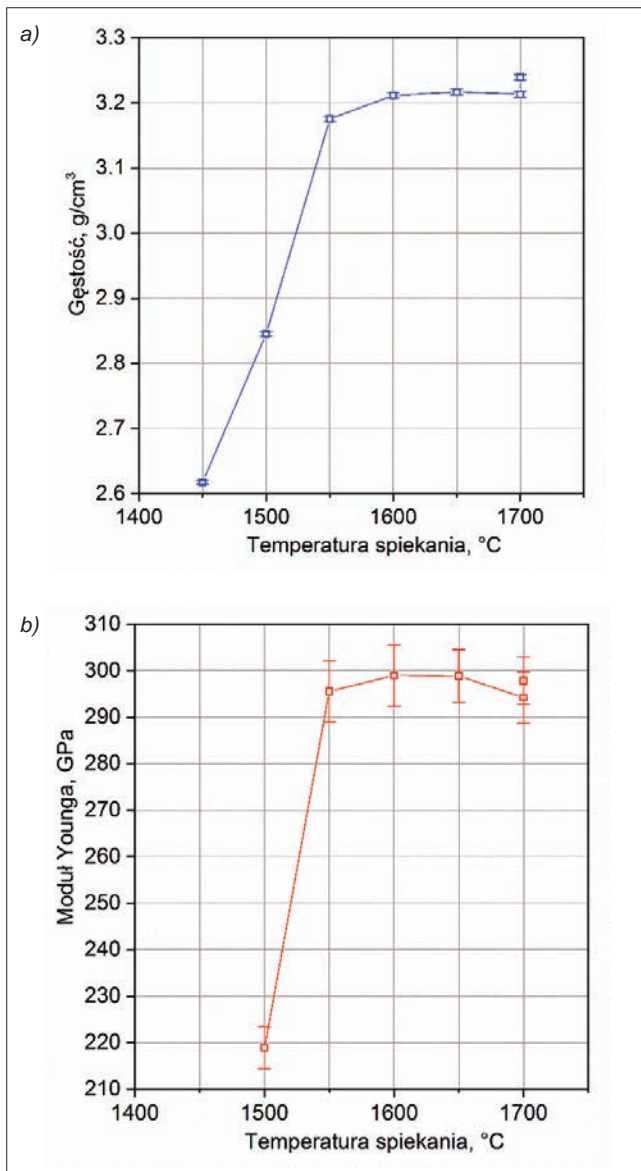 a)
3.3
3.2
3.1
3.0
2.9
2.8
2.7
2.6
Gęstość, g/cm³
1400 1500 1600 1700
Temperatura spiekania, °C
b)
310
300
290
280
270
260
250
240
230
220
210
Moduł Younga, GPa
1400 1500 1600 1700
Temperatura spiekania, °C